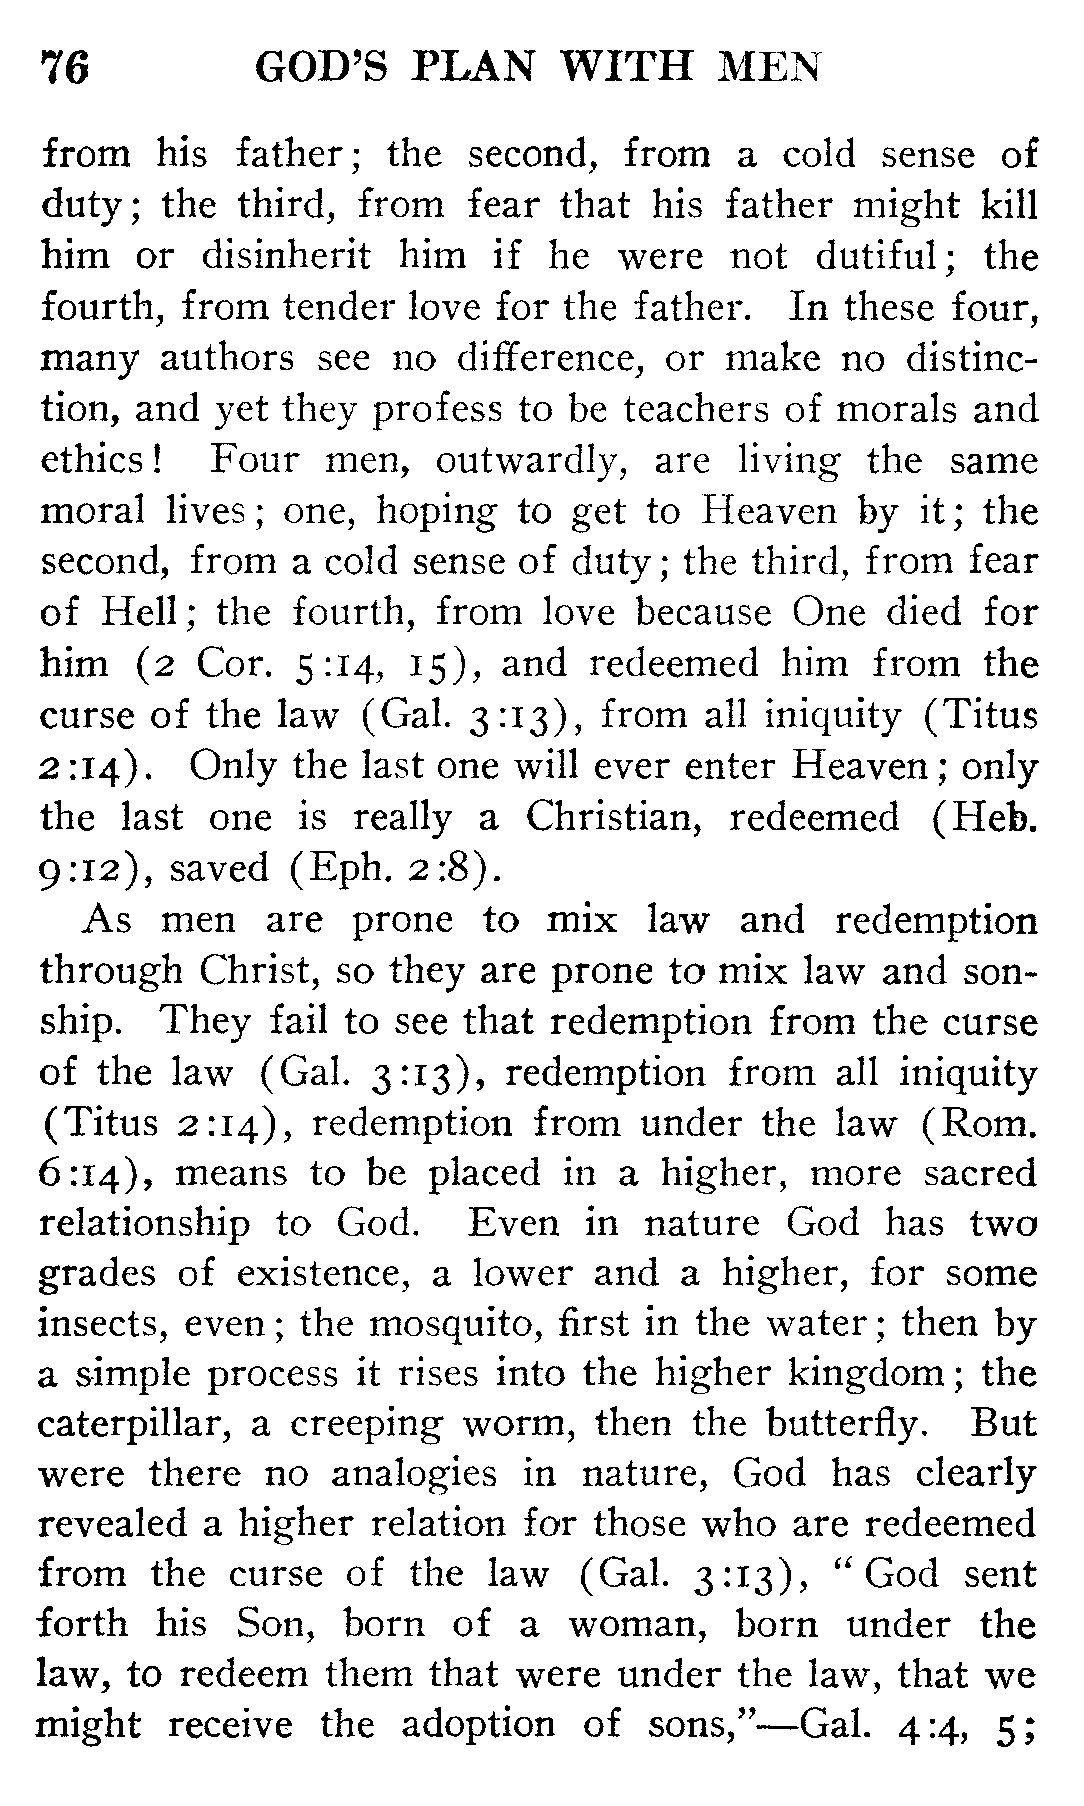 76 GOD'S PLAN WITH MEN
from his father; the second, from a cold sense of
duty; the third, from fear that his father might kill
him or disinherit him if he were not dutiful; the
fourth, from tender love for the father. In these four,
many authors see no difference, or make no distinc-
tion, and yet they profess to be teachers of morals and
ethics! Four men, outwardly, are living the same
moral lives; one, hoping to get to Heaven by it; the
second, from a cold sense of duty; the third, from fear
of Hell; the fourth, from love because One died for
him (2 Cor. 5:14, 15), and redeemed him from the
curse of the law (Gal. 3:13), from all iniquity (Titus
2:14). Only the last one will ever enter Heaven; only
the last one is really a Christian, redeemed (Heb.
9:12), saved (Eph. 2:8).
As men are prone to mix law and redemption
through Christ, so they are prone to mix law and son-
ship. They fail to see that redemption from the curse
of the law (Gal. 3:13), redemption from all iniquity
(Titus 2:14), redemption from under the law (Rom.
6:14), means to be placed in a higher, more sacred
relationship to God. Even in nature God has two
grades of existence, a lower and a higher, for some
insects, even; the mosquito, first in the water; then by
a simple process it rises into the higher kingdom; the
caterpillar, a creeping worm, then the butterfly. But
were there no analogies in nature, God has clearly
revealed a higher relation for those who are redeemed
from the curse of the law (Gal. 3:13), “God sent
forth his Son, born of a woman, born under the
law, to redeem them that were under the law, that we
might receive the adoption of sons,”—Gal. 4:4, 5;